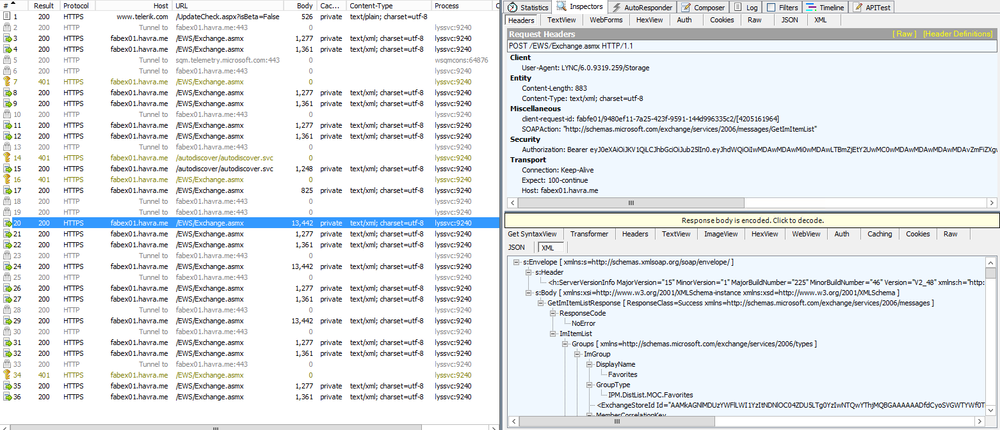 # Result Protocol Host URL Body Cac... Content-Type Process C
1 200 HTTP www.telerik.com /UpdateCheck.aspx?isBeta=False 526 private text/plain; charset=utf-8
2 200 HTTP Tunnel to fabex01.havra.me:443 0 lyssvc:9240
3 200 HTTPS fabex01.havra.me /EWS/Exchange.asmx 1,277 private text/xml; charset=utf-8 lyssvc:9240
4 200 HTTPS fabex01.havra.me /EWS/Exchange.asmx 1,361 private text/xml; charset=utf-8 lyssvc:9240
5 200 HTTP Tunnel to sqm.telemetry.microsoft.com:443 0 wsqmcons:64876
6 200 HTTP Tunnel to fabex01.havra.me:443 0 lyssvc:9240
7 401 HTTPS fabex01.havra.me /EWS/Exchange.asmx 0 lyssvc:9240
8 200 HTTPS fabex01.havra.me /EWS/Exchange.asmx 1,277 private text/xml; charset=utf-8 lyssvc:9240
9 200 HTTPS fabex01.havra.me /EWS/Exchange.asmx 1,361 private text/xml; charset=utf-8 lyssvc:9240
10 200 HTTP Tunnel to fabex01.havra.me:443 0 lyssvc:9240
11 200 HTTPS fabex01.havra.me /EWS/Exchange.asmx 1,277 private text/xml; charset=utf-8 lyssvc:9240
12 200 HTTPS fabex01.havra.me /EWS/Exchange.asmx 1,361 private text/xml; charset=utf-8 lyssvc:9240
13 200 HTTP Tunnel to fabex01.havra.me:443 0 lyssvc:9240
14 401 HTTPS fabex01.havra.me /autodiscover/autodiscover.svc 0 lyssvc:9240
15 200 HTTPS fabex01.havra.me /autodiscover/autodiscover.svc 1,248 private text/xml; charset=utf-8 lyssvc:9240
16 401 HTTPS fabex01.havra.me /EWS/Exchange.asmx 0 lyssvc:9240
17 200 HTTPS fabex01.havra.me /EWS/Exchange.asmx 825 private text/xml; charset=utf-8 lyssvc:9240
18 200 HTTP Tunnel to fabex01.havra.me:443 0 lyssvc:9240
19 200 HTTP Tunnel to fabex01.havra.me:443 0 lyssvc:9240
20 200 HTTPS fabex01.havra.me /EWS/Exchange.asmx 13,442 private text/xml; charset=utf-8 lyssvc:9240
21 200 HTTPS fabex01.havra.me /EWS/Exchange.asmx 1,277 private text/xml; charset=utf-8 lyssvc:9240
22 200 HTTPS fabex01.havra.me /EWS/Exchange.asmx 1,361 private text/xml; charset=utf-8 lyssvc:9240
23 200 HTTP Tunnel to fabex01.havra.me:443 0 lyssvc:9240
24 200 HTTPS fabex01.havra.me /EWS/Exchange.asmx 13,442 private text/xml; charset=utf-8 lyssvc:9240
25 200 HTTP Tunnel to fabex01.havra.me:443 0 lyssvc:9240
26 200 HTTPS fabex01.havra.me /EWS/Exchange.asmx 1,277 private text/xml; charset=utf-8 lyssvc:9240
27 200 HTTPS fabex01.havra.me /EWS/Exchange.asmx 1,361 private text/xml; charset=utf-8 lyssvc:9240
28 200 HTTP Tunnel to fabex01.havra.me:443 0 lyssvc:9240
29 200 HTTPS fabex01.havra.me /EWS/Exchange.asmx 13,442 private text/xml; charset=utf-8 lyssvc:9240
30 200 HTTP Tunnel to fabex01.havra.me:443 0 lyssvc:9240
31 200 HTTPS fabex01.havra.me /EWS/Exchange.asmx 1,277 private text/xml; charset=utf-8 lyssvc:9240
32 200 HTTPS fabex01.havra.me /EWS/Exchange.asmx 1,361 private text/xml; charset=utf-8 lyssvc:9240
33 200 HTTP Tunnel to fabex01.havra.me:443 0 lyssvc:9240
34 401 HTTPS fabex01.havra.me /EWS/Exchange.asmx 0 lyssvc:9240
35 200 HTTPS fabex01.havra.me /EWS/Exchange.asmx 1,277 private text/xml; charset=utf-8 lyssvc:9240
36 200 HTTPS fabex01.havra.me /EWS/Exchange.asmx 1,361 private text/xml; charset=utf-8 lyssvc:9240
Statistics Inspectors AutoResponder Composer Log Filters Timeline APITest
Headers TextView WebForms HexView Auth Cookies Raw JSON XML
Request Headers [ Raw ] [Header Definitions]
POST /EWS/Exchange.asmx HTTP/1.1
Client
User-Agent: LYNC/6.0.9319.259/Storage
Entity
Content-Length: 883
Content-Type: text/xml; charset=utf-8
Miscellaneous
client-request-id: fabfe01/9480ef11-7a25-423f-9591-144d996335c2/[4205161964]
SOAPAction: "http://schemas.microsoft.com/exchange/services/2006/messages/GetImItemList"
Security
Authorization: Bearer
Transport
Connection: Keep-Alive
Expect: 100-continue
Host: fabex01.havra.me
Response body is encoded. Click to decode.
Get SyntaxView Transformer Headers TextView ImageView HexView WebView Auth Caching Cookies Raw
JSON XML
s:Envelope [ xmlns:s=http://schemas.xmlsoap.org/soap/envelope/ ]
s:Header
<h:ServerVersionInfo MajorVersion="15" MinorVersion="1" MajorBuildNumber="225" MinorBuildNumber="46" Version="V2_48" xmlns:h="http:
s:Body [ xmlns:xsi=http://www.w3.org/2001/XMLSchema-instance xmlns:xsd=http://www.w3.org/2001/XMLSchema ]
GetImItemListResponse [ ResponseClass=Success xmlns=http://schemas.microsoft.com/exchange/services/2006/messages ]
ResponseCode
NoError
ImItemList
Groups [ xmlns=http://schemas.microsoft.com/exchange/services/2006/types ]
ImGroup
DisplayName
Favorites
GroupType
IPM.DistList.MOC.Favorites
<ExchangeStoreId
MemberCorrelationKey